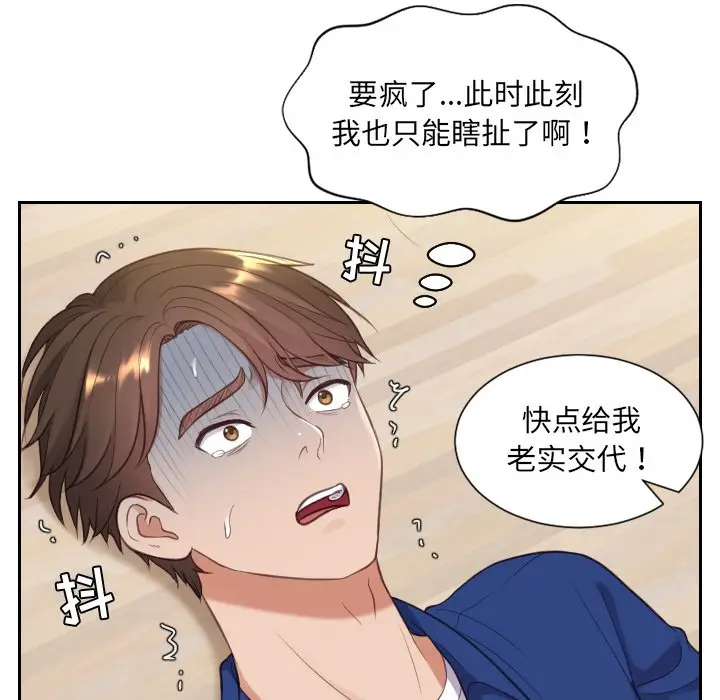 要疯了...此时此刻
我也只能瞎扯了啊！
抖
快点给我
老实交代！
抖